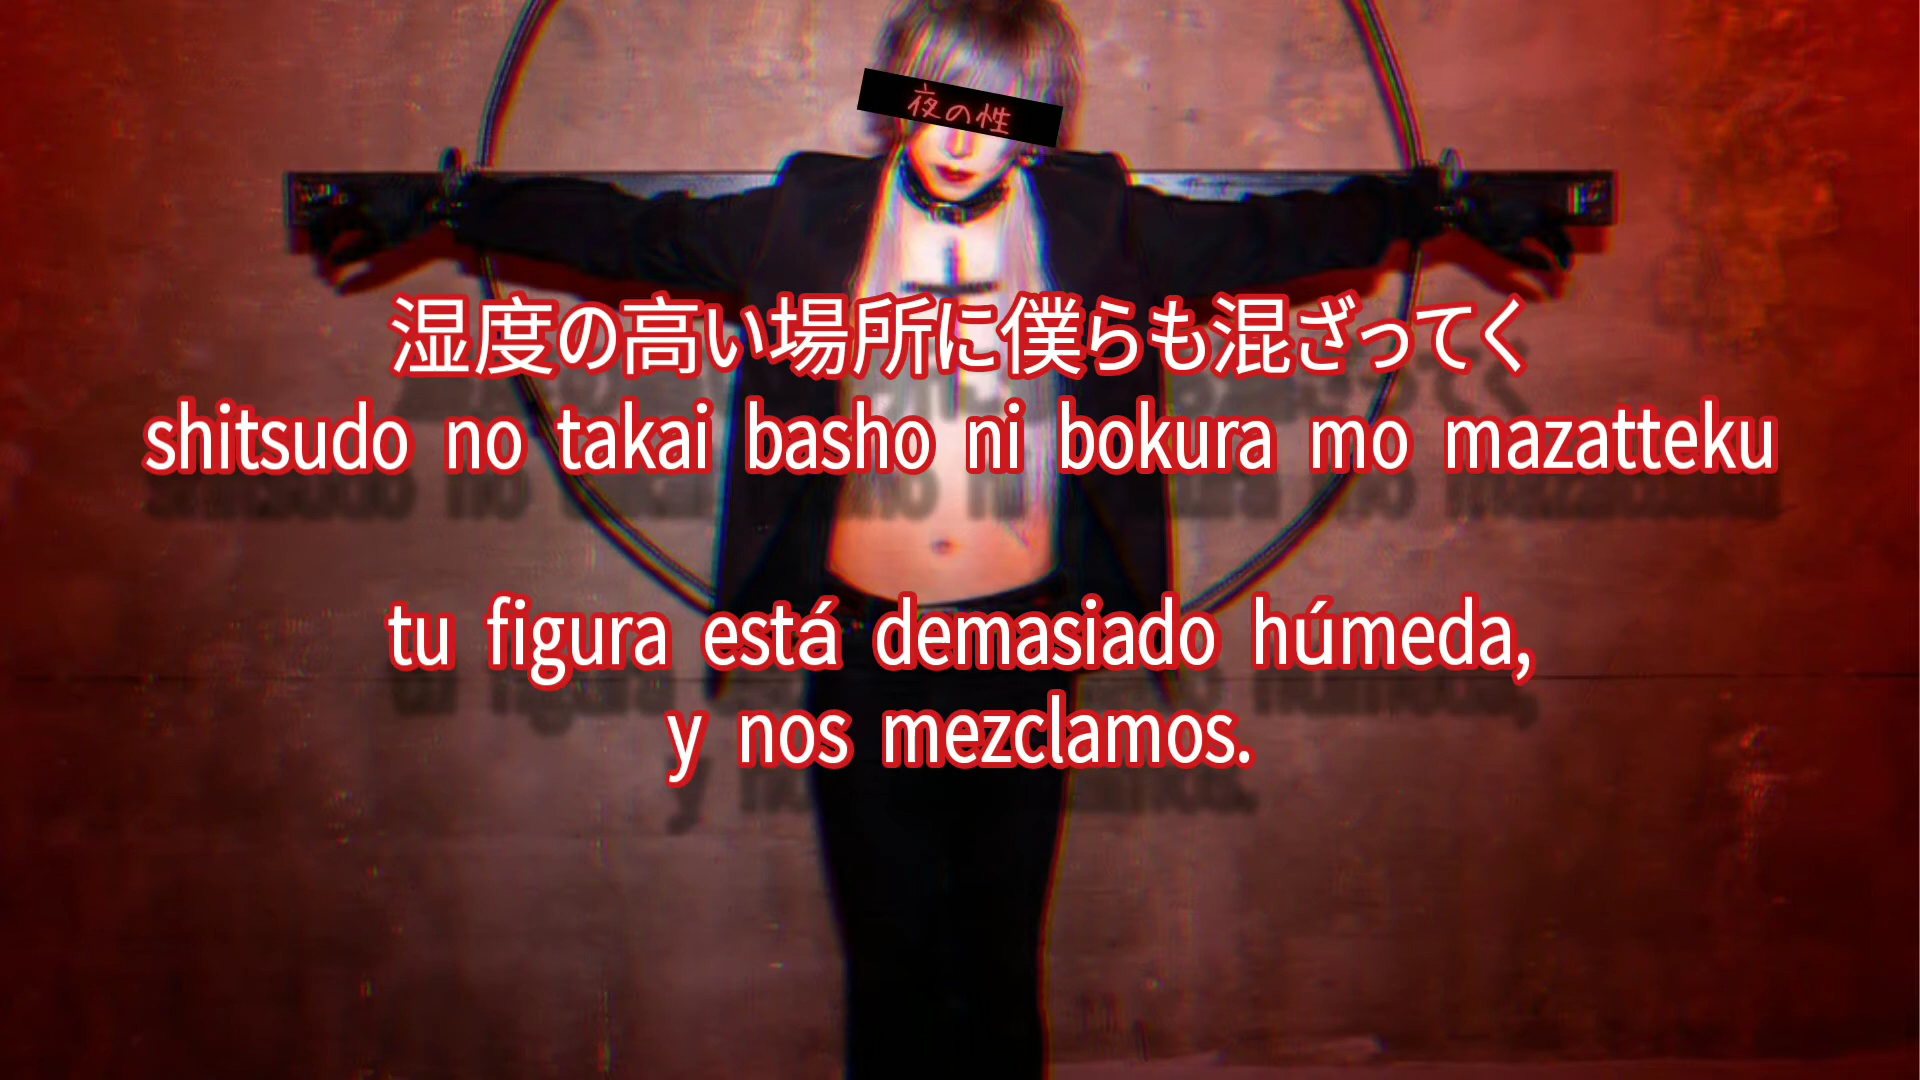 夜の性
湿度の高い場所に僕らも混ざってく
shitsudo no takai basho ni bokura mo mazatteku
tu figura está demasiado húmeda,
y nos mezclamos.